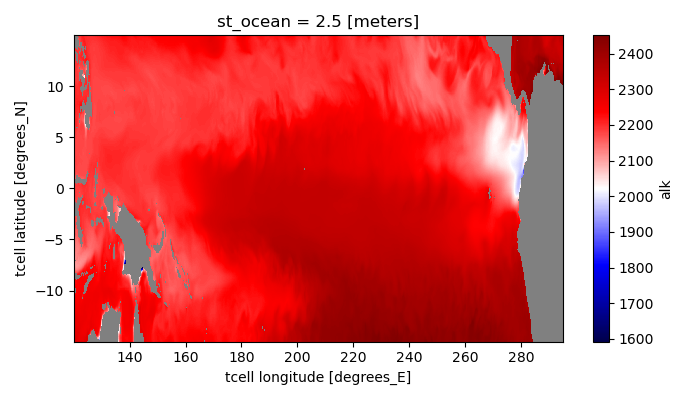 st_ocean = 2.5 [meters]
tcell latitude [degrees_N]
10
5
0
−5
−10
140 160 180 200 220 240 260 280
tcell longitude [degrees_E]
2400
2300
2200
2100
2000
1900
1800
1700
1600
alk